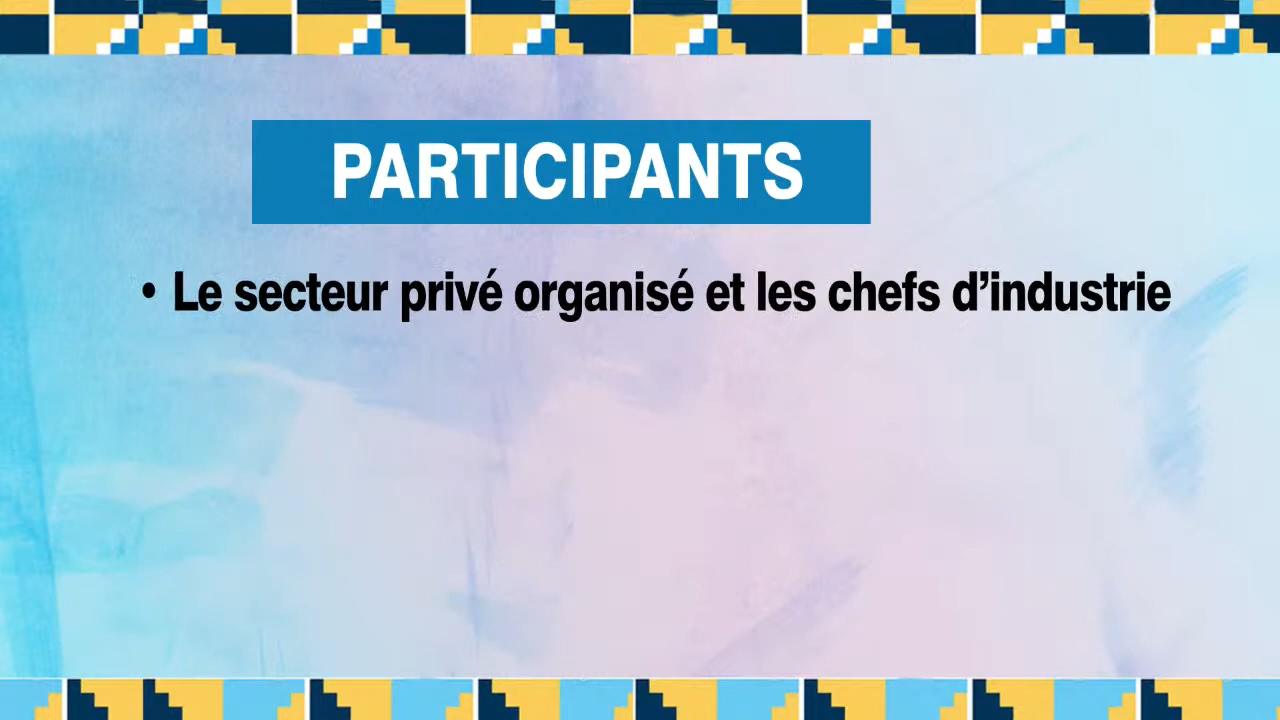 PARTICIPANTS
• Le secteur privé organisé et les chefs d’industrie